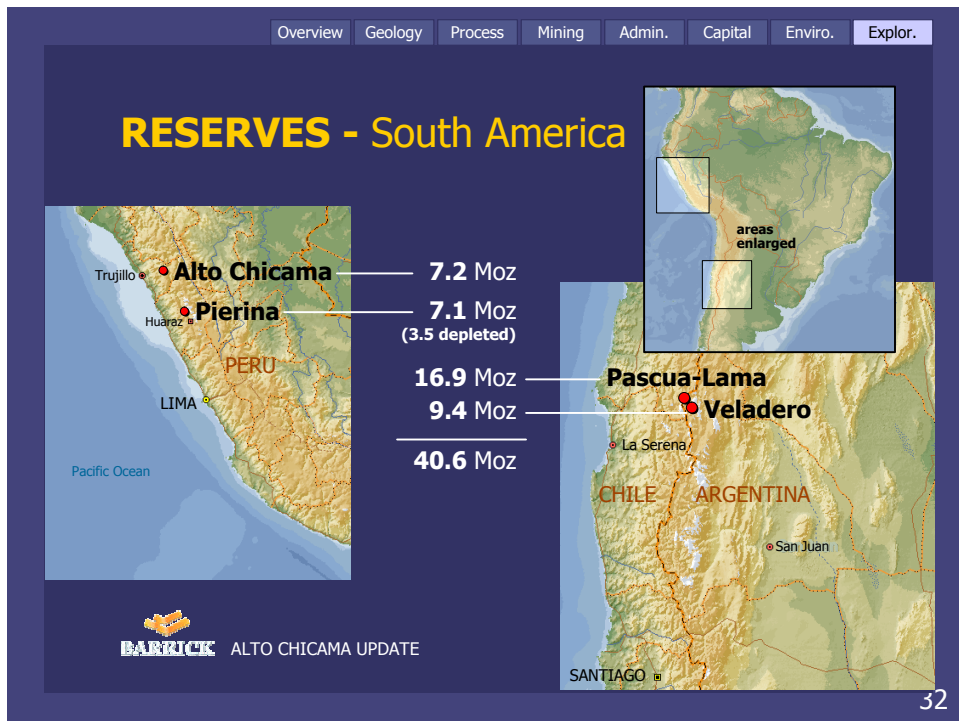 Overview Geology Process Mining Admin. Capital Enviro. Explor.
RESERVES - South America
areas
enlarged
Trujillo Alto Chicama 7.2 Moz
Huaraz Pierina 7.1 Moz
(3.5 depleted)
PERU
16.9 Moz Pascua-Lama
LIMA 9.4 Moz Veladero
La Serena
40.6 Moz
Pacific Ocean
CHILE ARGENTINA
San Juan
BARRICK ALTO CHICAMA UPDATE
SANTIAGO
32